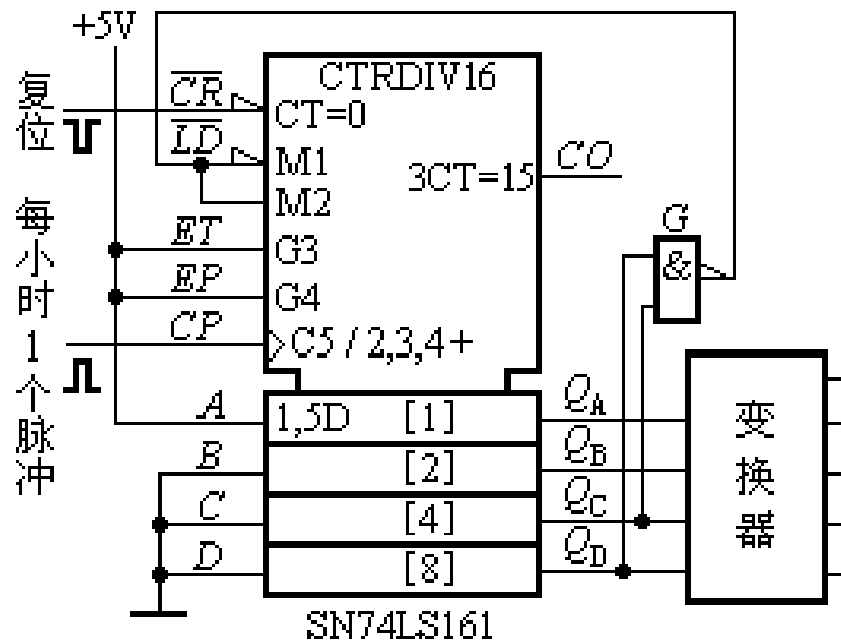 +5V
复位
CR
LD
每小时1个脉冲
ET
EP
CP
A
B
C
D
CTRDIV16
CT=0
M1
M2
3CT=15
CO
G3
G4
C5 / 2,3,4+
1,5D [1]
[2]
[4]
[8]
SN74LS161
G
&
QA
QB
QC
QD
变换器